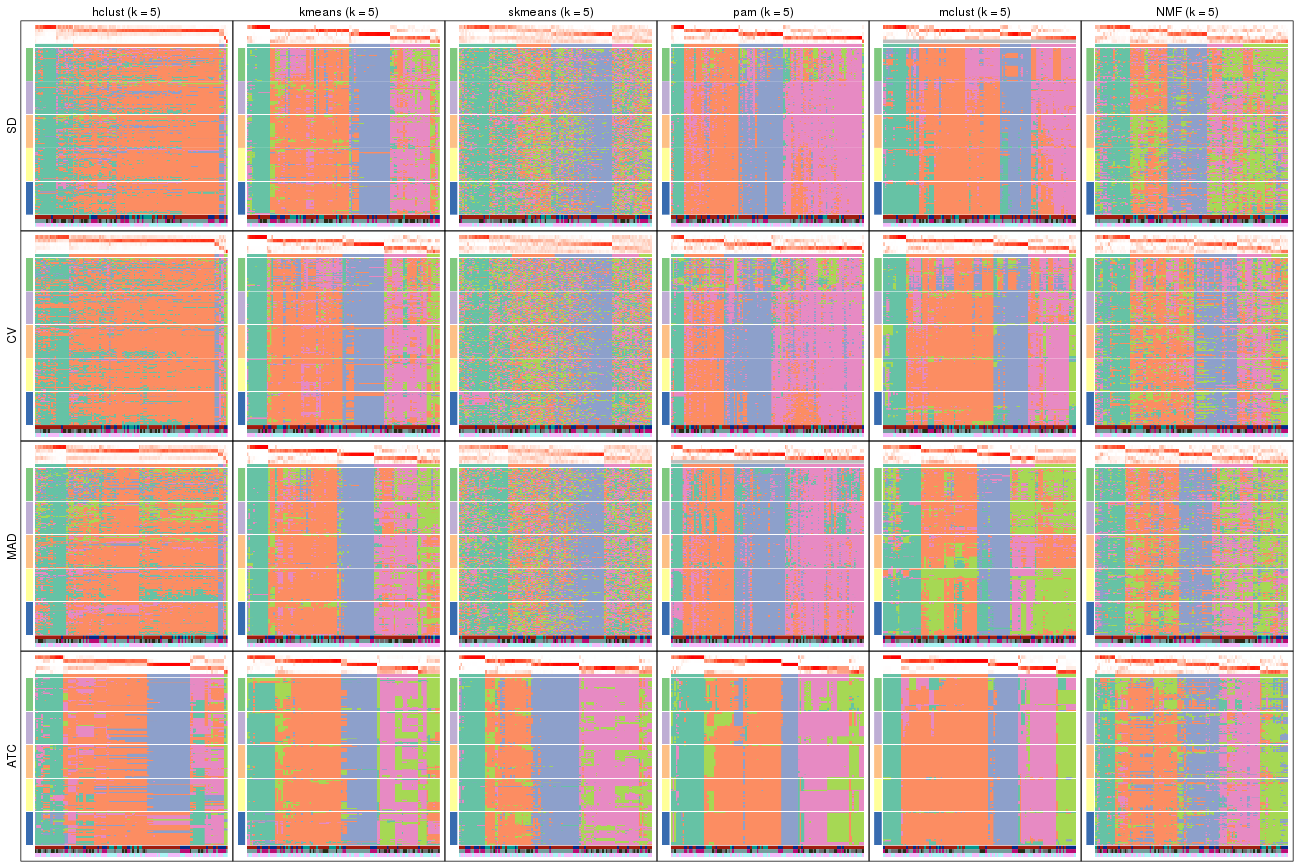 hclust (k = 5) kmeans (k = 5) skmeans (k = 5) pam (k = 5) mclust (k = 5) NMF (k = 5)
SD
CV
MAD
ATC